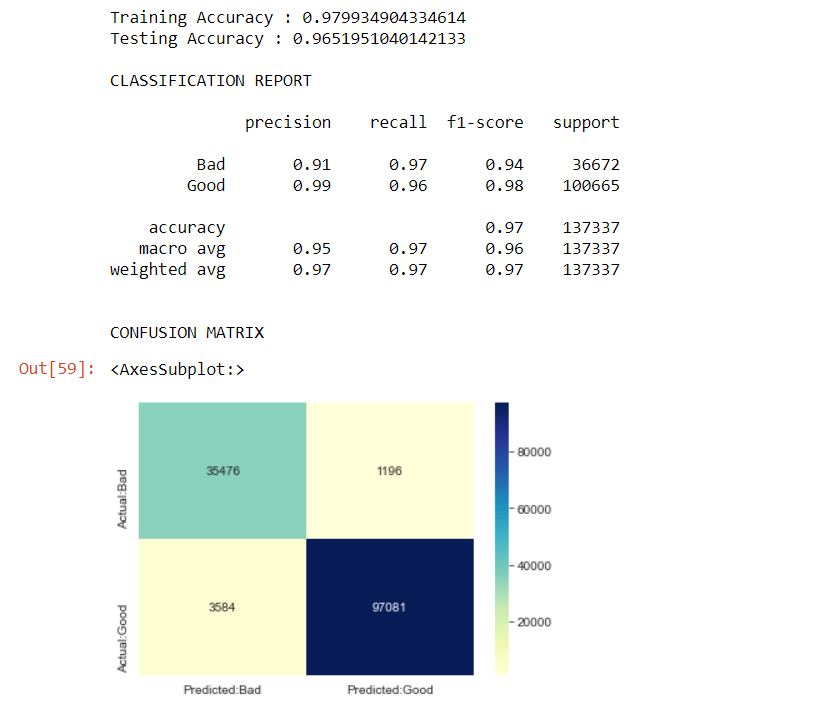 Training Accuracy : 0.979934904334614
Testing Accuracy : 0.9651951040142133
CLASSIFICATION REPORT
precision recall f1-score support
Bad 0.91 0.97 0.94 36672
Good 0.99 0.96 0.98 100665
accuracy 0.97 137337
macro avg 0.95 0.97 0.96 137337
weighted avg 0.97 0.97 0.97 137337
CONFUSION MATRIX
Out[59]: <AxesSubplot:>
Actual:Bad
35476 1196
Actual:Good
3584 97081
Predicted:Bad Predicted:Good
80000
60000
40000
20000